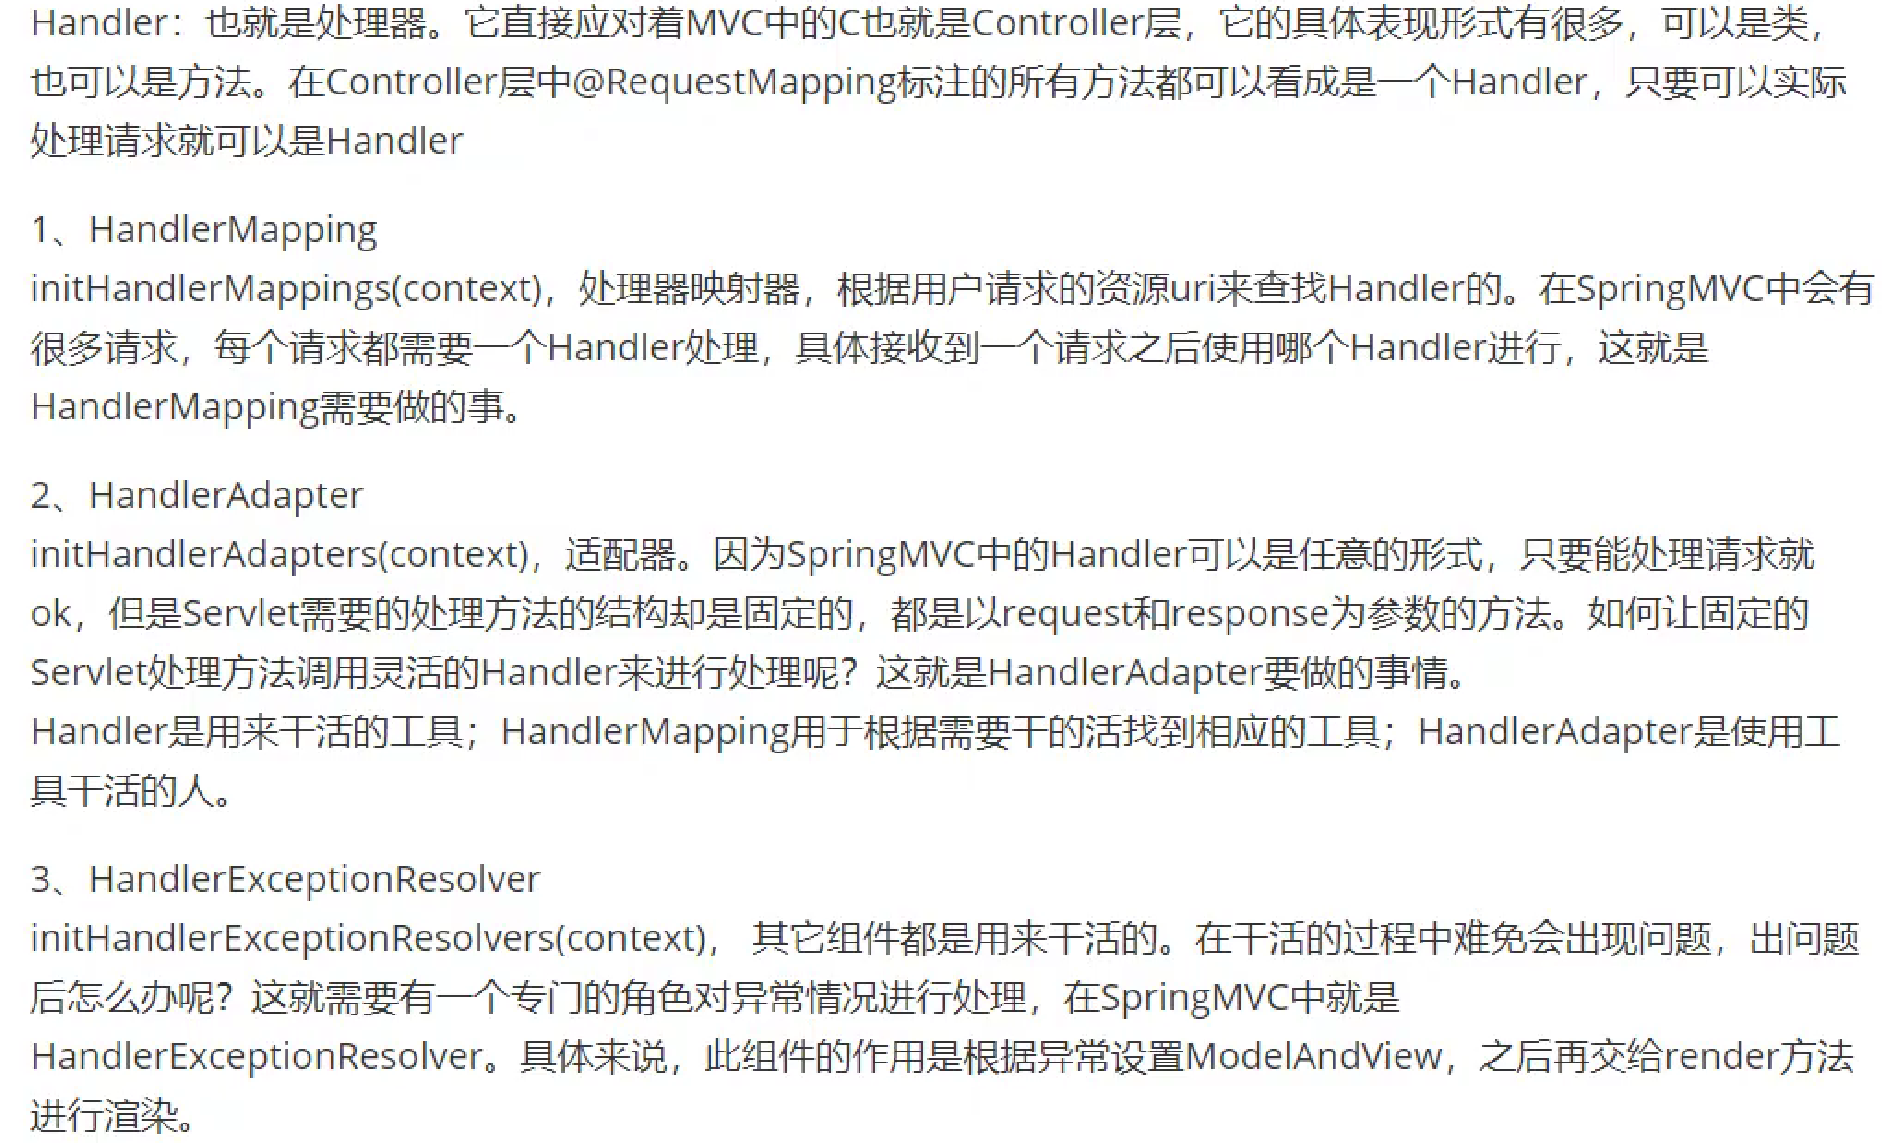 Handler：也就是处理器。它直接应对着MVC中的C也就是Controller层，它的具体表现形式有很多，可以是类，
也可以是方法。在Controller层中@RequestMapping标注的所有方法都可以看成是一个Handler，只要可以实际
处理请求就可以是Handler
1、HandlerMapping
initHandlerMappings(context)，处理器映射器，根据用户请求的资源uri来查找Handler的。在SpringMVC中会有
很多请求，每个请求都需要一个Handler处理，具体接收到一个请求之后使用哪个Handler进行，这就是
HandlerMapping需要做的事。
2、HandlerAdapter
initHandlerAdapters(context)，适配器。因为SpringMVC中的Handler可以是任意的形式，只要能处理请求就
ok，但是Servlet需要的处理方法的结构却是固定的，都是以request和response为参数的方法。如何让固定的
Servlet处理方法调用灵活的Handler来进行处理呢？这就是HandlerAdapter要做的事情。
Handler是用来干活的工具；HandlerMapping用于根据需要干的活找到相应的工具；HandlerAdapter是使用工
具干活的人。
3、HandlerExceptionResolver
initHandlerExceptionResolvers(context)， 其它组件都是用来干活的。在干活的过程中难免会出现问题，出问题
后怎么办呢？这就需要有一个专门的角色对异常情况进行处理，在SpringMVC中就是
HandlerExceptionResolver。具体来说，此组件的作用是根据异常设置ModelAndView，之后再交给render方法
进行渲染。